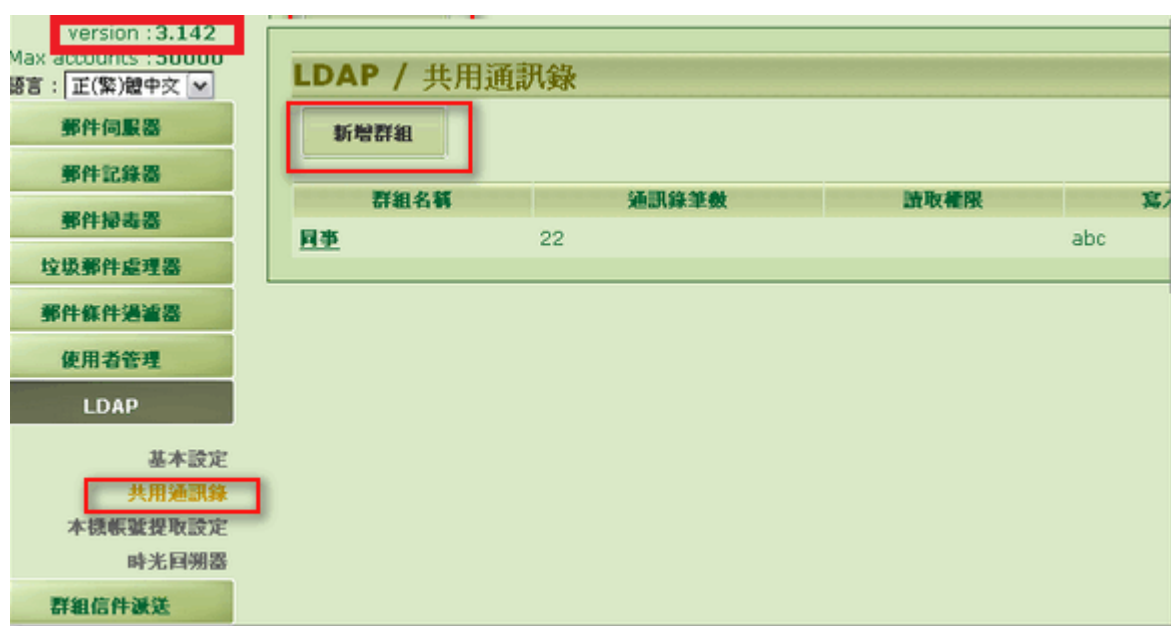 version :3.142
Max accounts :50000
語言 : 正(繁)體中文
郵件伺服器
郵件記錄器
郵件掃毒器
垃圾郵件處理器
郵件條件過濾器
使用者管理
LDAP
基本設定
共用通訊錄
本機帳號提取設定
時光回溯器
群組信件遞送
LDAP / 共用通訊錄
新增群組
群組名稱 通訊錄筆數 讀取權限 寫入
同事 22 abc